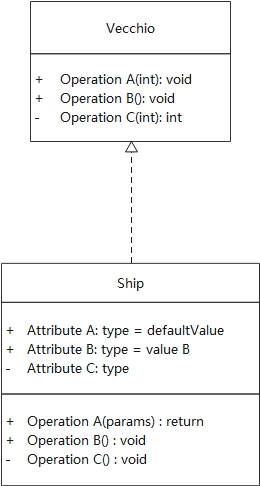 Vecchio
+ Operation A(int): void
+ Operation B(): void
- Operation C(int): int
Ship
+ Attribute A: type = defaultValue
+ Attribute B: type = value B
- Attribute C: type
+ Operation A(params) : return
+ Operation B() : void
- Operation C() : void